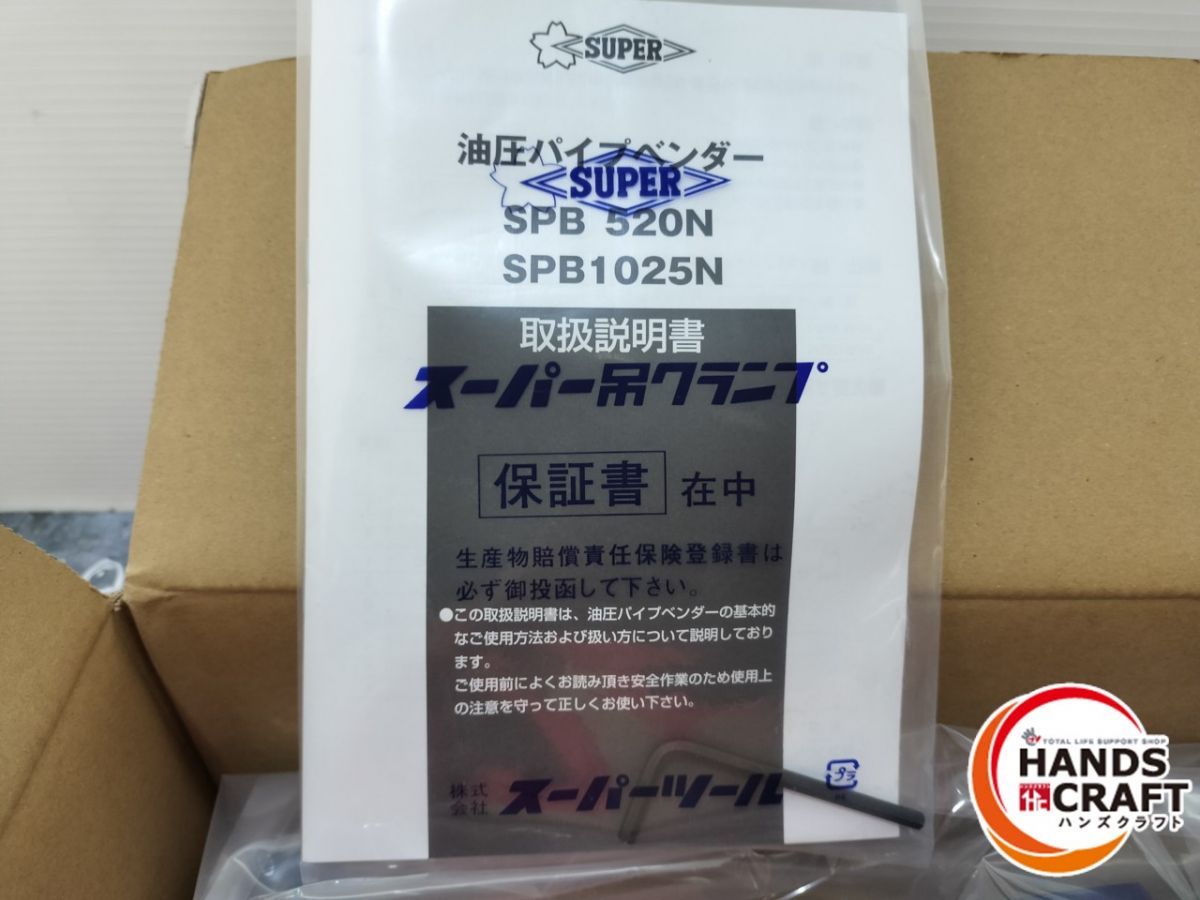 SUPER
油圧パイプベンダー
SUPER
SPB 520N
SPB1025N
取扱説明書
スーパー吊クランプ
保証書 在中
生産物賠償責任保険登録書は
必ず御投函して下さい。
●この取扱説明書は、油圧パイプベンダーの基本的
なご使用方法および扱い方について説明しており
ます。
ご使用前によくお読み頂き安全作業のため使用上
の注意を守って正しくお使い下さい。
株式
会社 スーパーツール
プラ
TOTAL LIFE SUPPORT SHOP
HANDS
CRAFT
ハンズクラフト